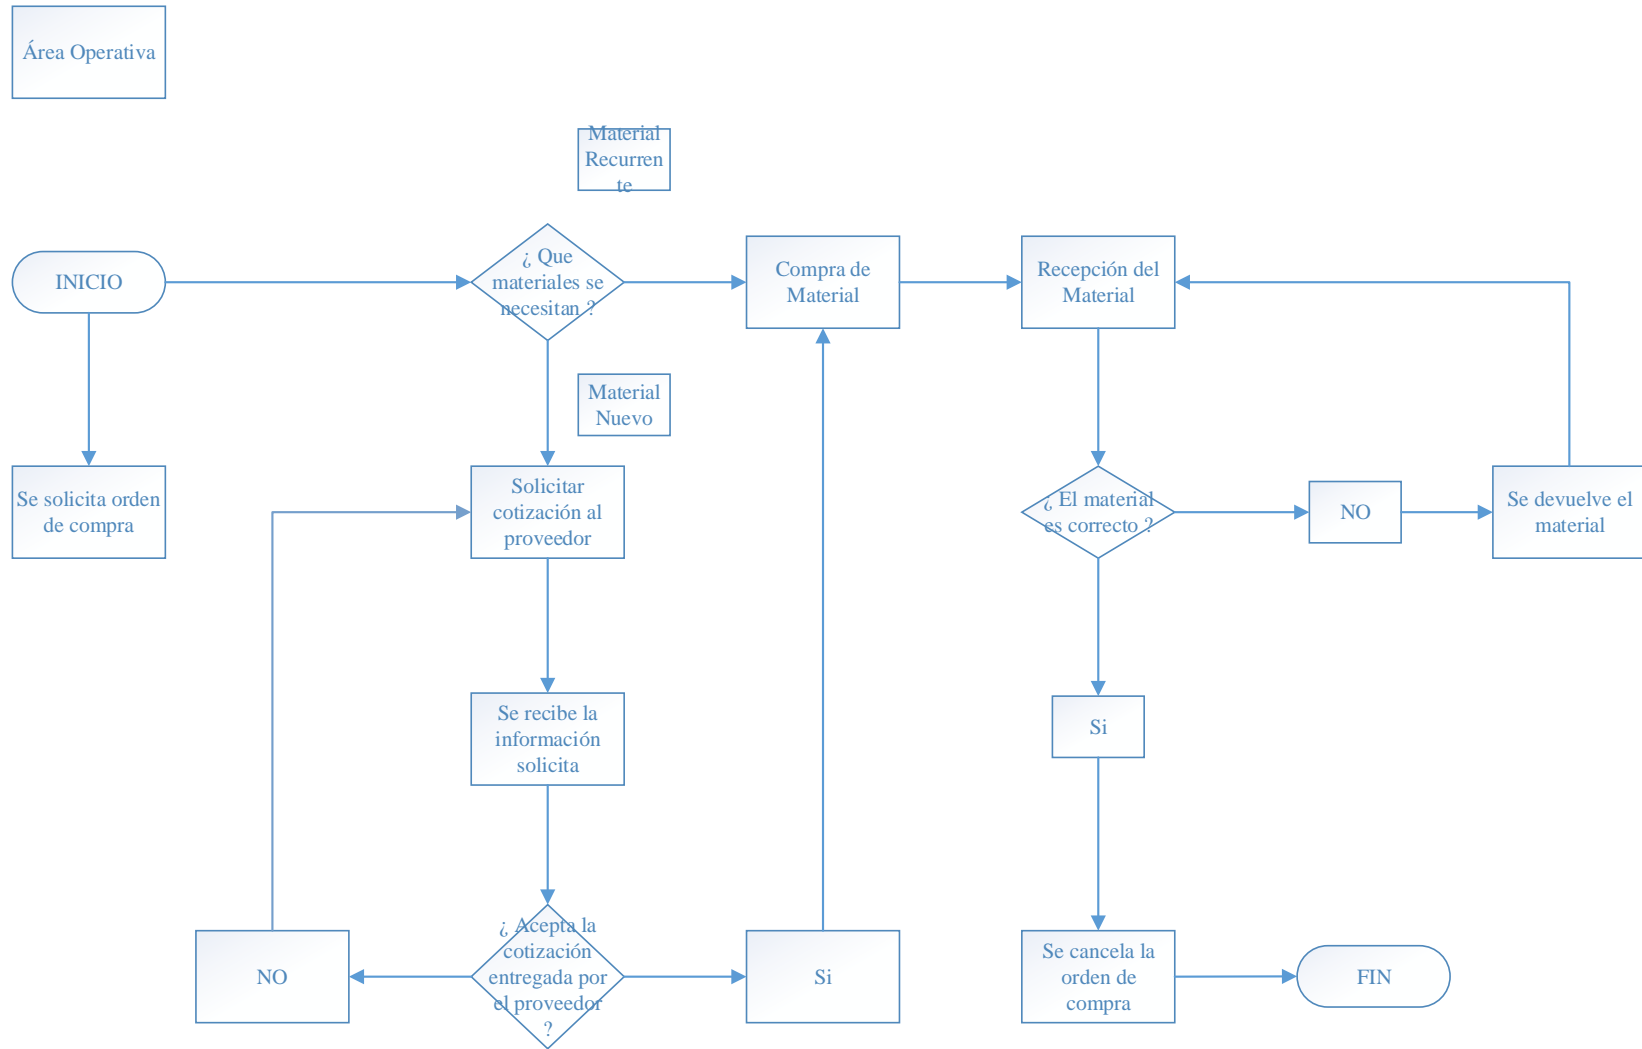 Área Operativa
Material
Recurren
te
INICIO
¿ Que
materiales se
necesitan ?
Compra de
Material
Recepción del
Material
Material
Nuevo
Se solicita orden
de compra
Solicitar
cotización al
proveedor
¿ El material
es correcto ?
NO
Se devuelve el
material
Se recibe la
información
solicita
Si
NO
¿ Acepta la
cotización
entregada por
el proveedor
?
Si
Se cancela la
orden de
compra
FIN